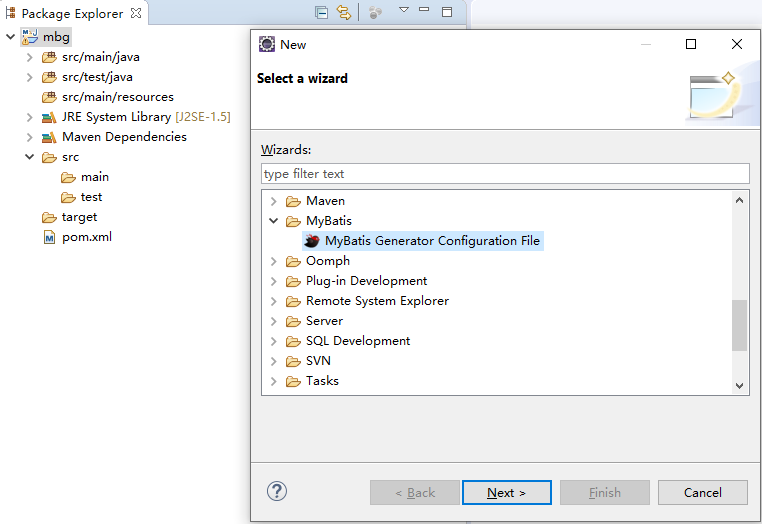 Package Explorer
mbg
src/main/java
src/test/java
src/main/resources
JRE System Library [J2SE-1.5]
Maven Dependencies
src
main
test
target
pom.xml
New
Select a wizard
Wizards:
type filter text
Maven
MyBatis
MyBatis Generator Configuration File
Oomph
Plug-in Development
Remote System Explorer
Server
SQL Development
SVN
Tasks
< Back
Next >
Finish
Cancel